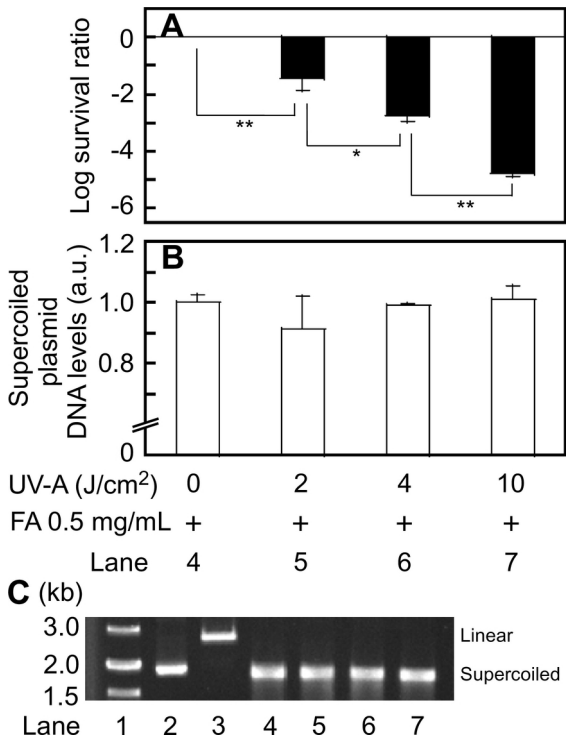 A
Log survival ratio
0
-2
-4
-6
**
*
**
B
Supercoiled
plasmid
DNA levels (a.u.)
1.2
1.0
0.8
0
UV-A (J/cm²) 0 2 4 10
FA 0.5 mg/mL + + + +
Lane 4 5 6 7
C (kb)
3.0
Linear
2.0
Supercoiled
1.5
Lane 1 2 3 4 5 6 7